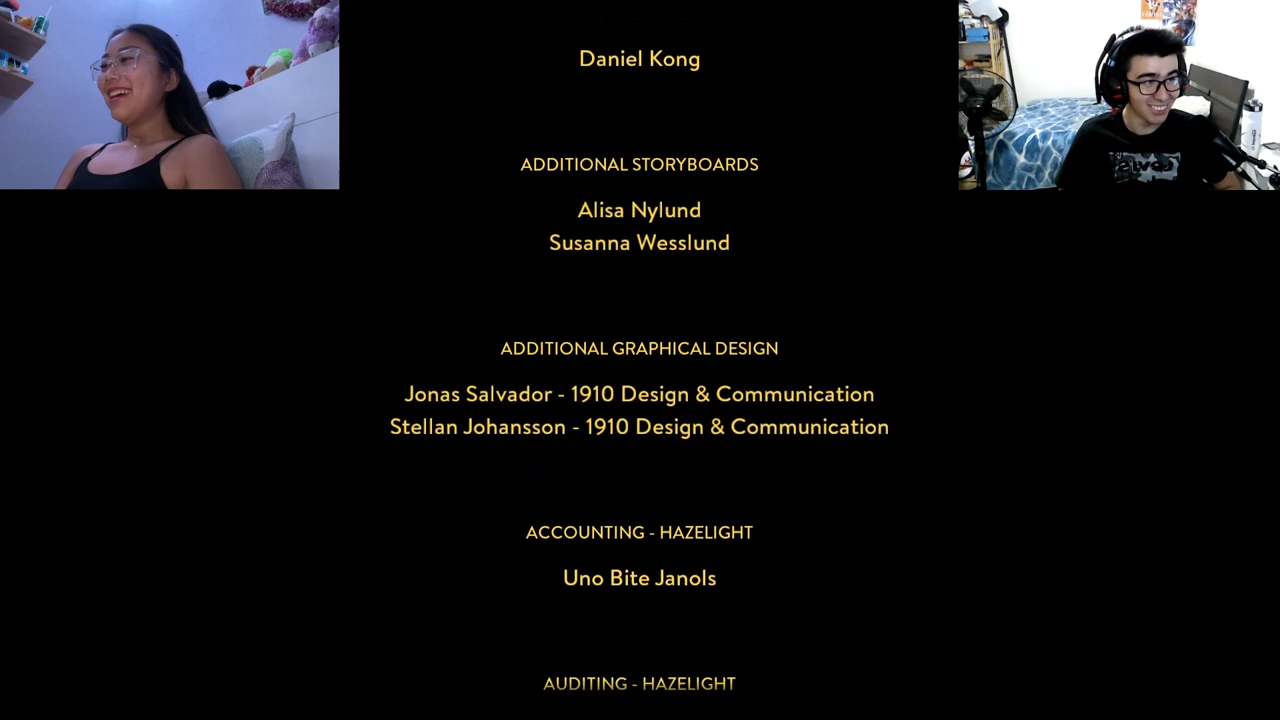 Daniel Kong
ADDITIONAL STORYBOARDS
Alisa Nylund
Susanna Wesslund
ADDITIONAL GRAPHICAL DESIGN
Jonas Salvador - 1910 Design & Communication
Stellan Johansson - 1910 Design & Communication
ACCOUNTING - HAZELIGHT
Uno Bite Janols
AUDITING - HAZELIGHT